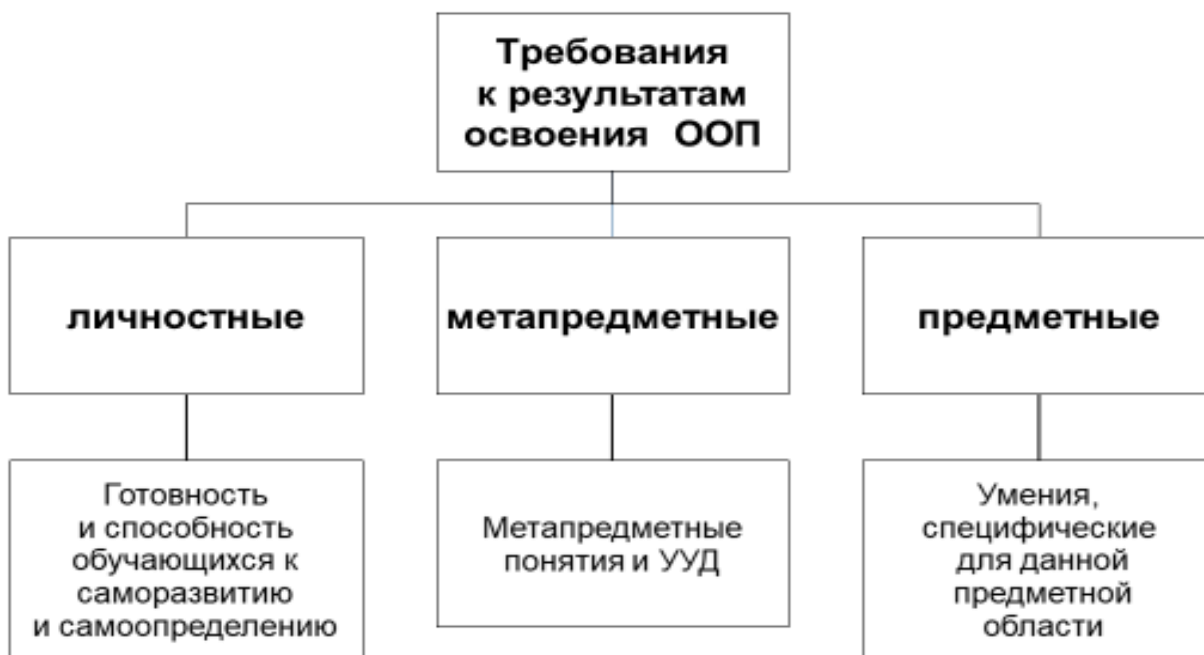 Требования
к результатам
освоения ООП
личностные
метапредметные
предметные
Готовность
и способность
обучающихся к
саморазвитию
и самоопределению
Метапредметные
понятия и УУД
Умения,
специфические
для данной
предметной
области